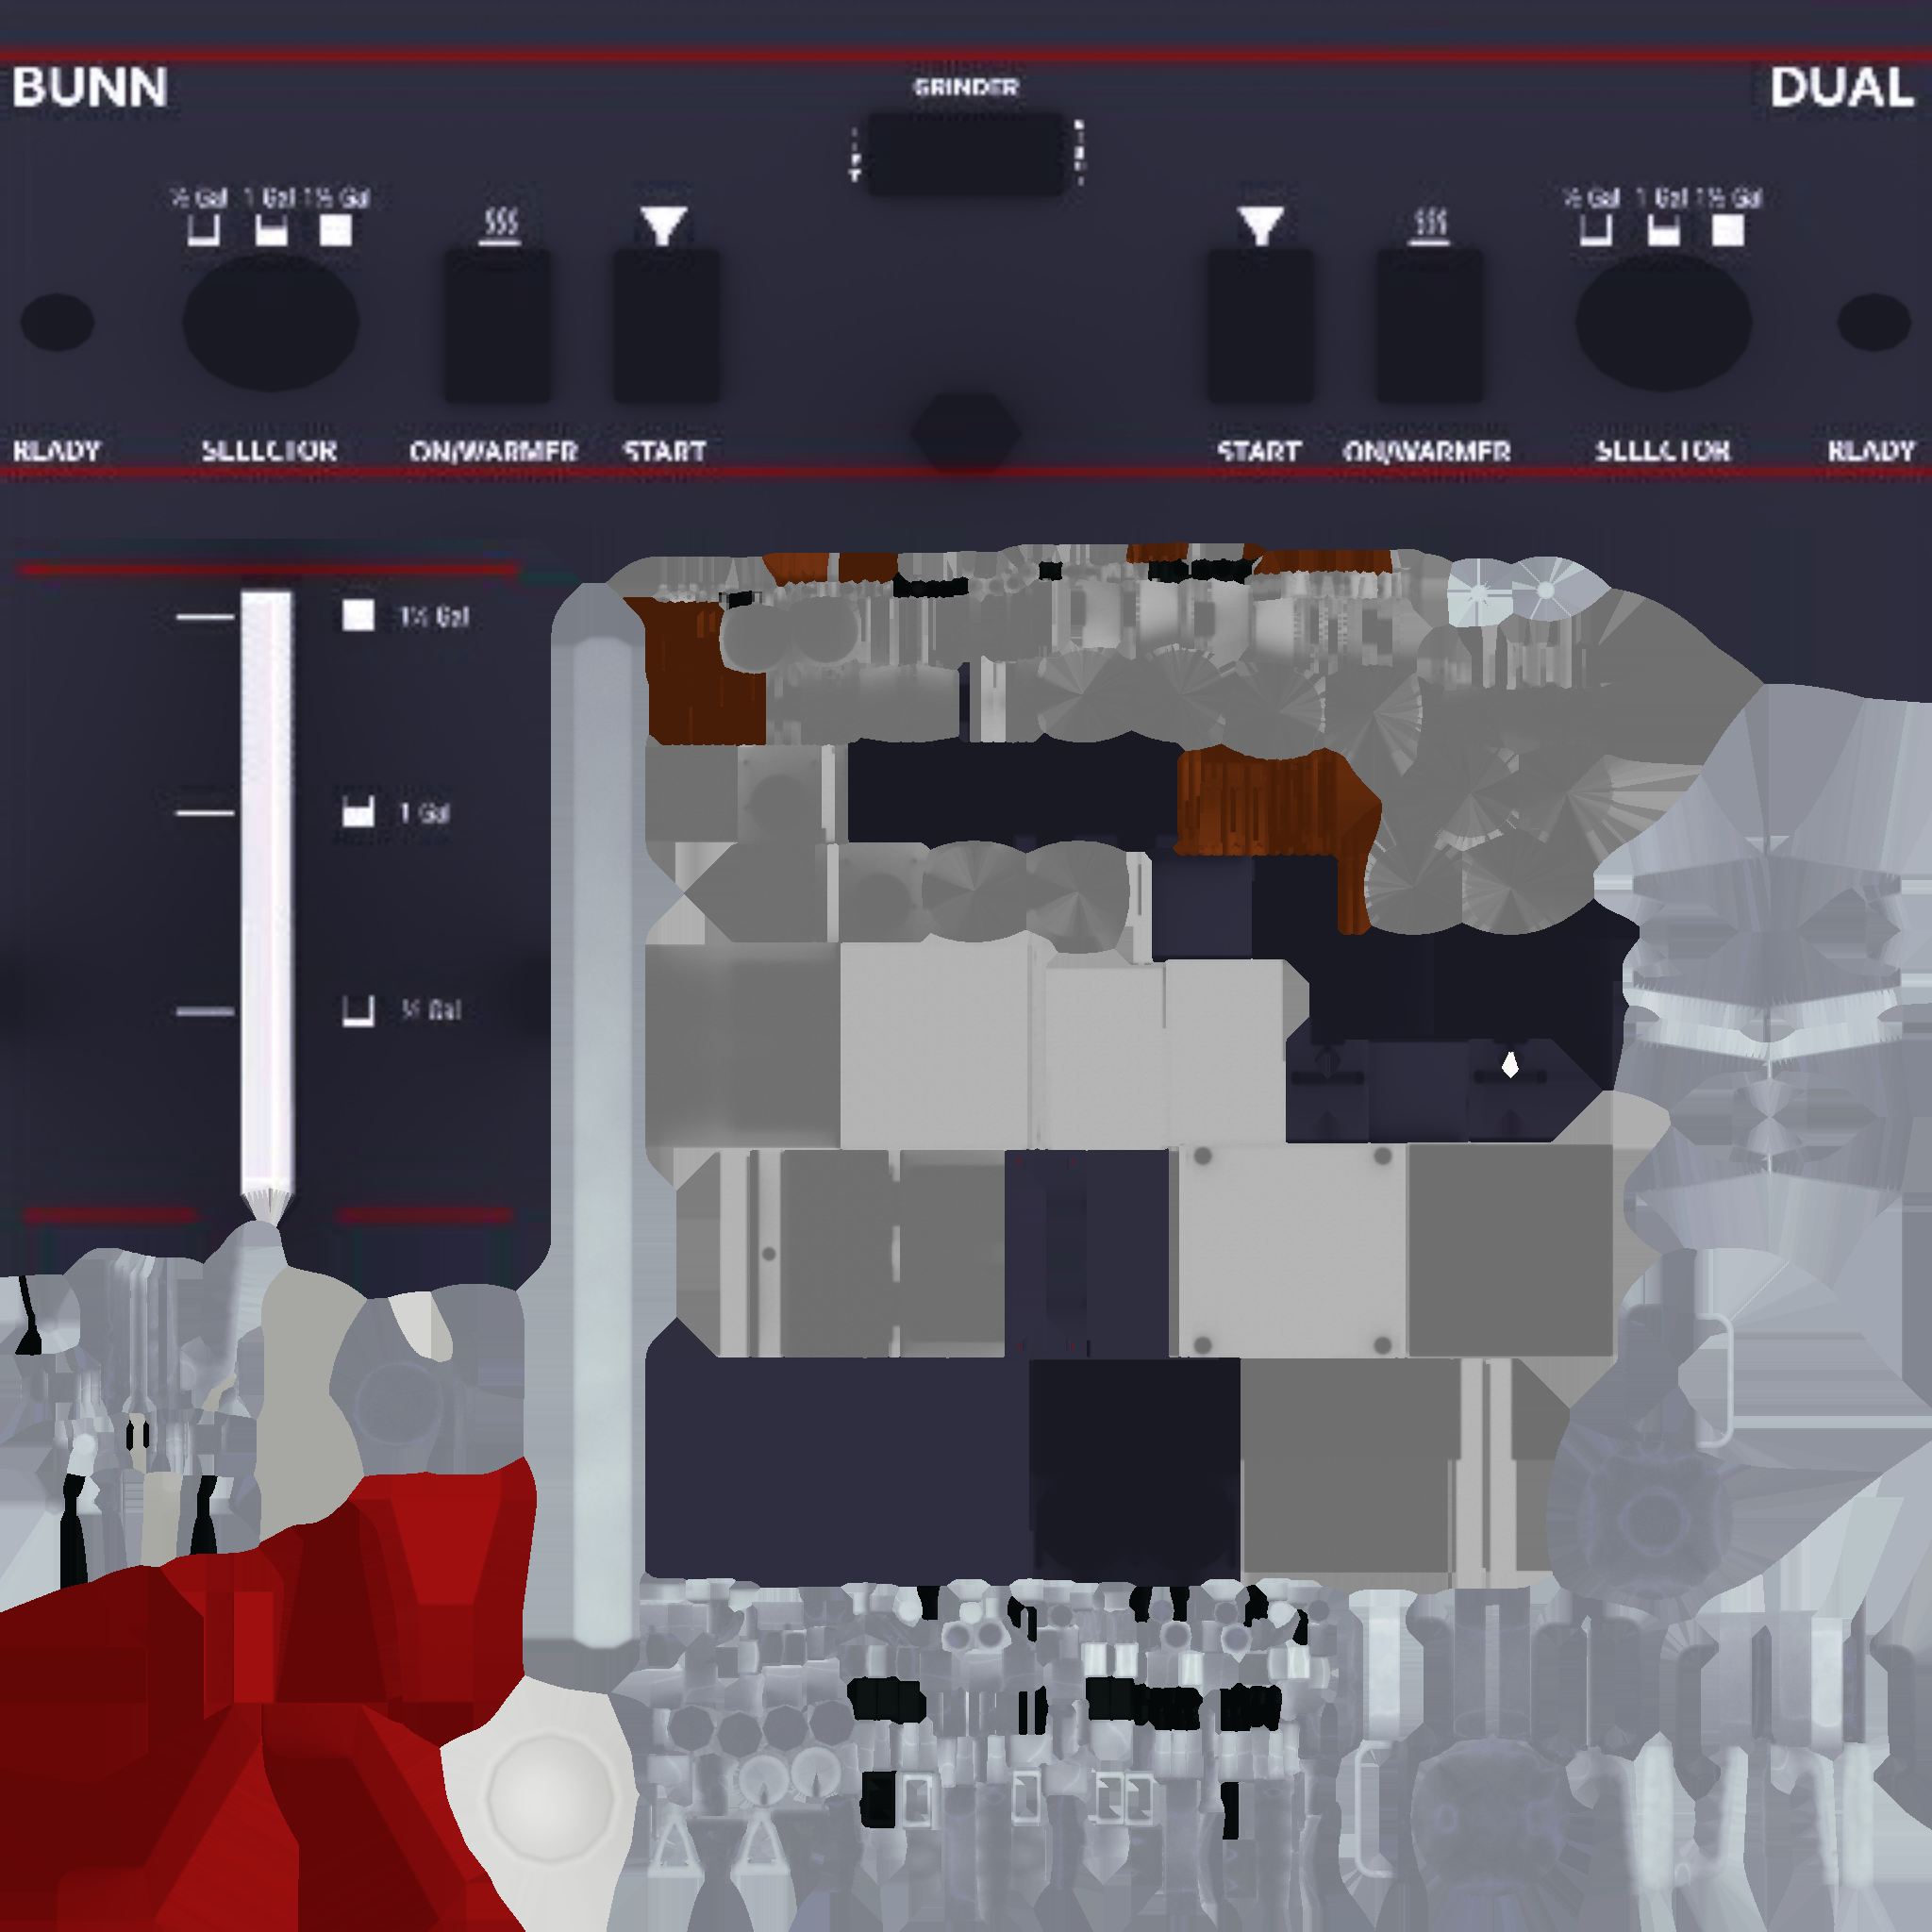 BUNN
DUAL
GRINDER
½ Gal 1 Gal 1½ Gal
½ Gal 1 Gal 1½ Gal
READY SELECTOR ON/WARMER START
START ON/WARMER SELECTOR READY
1½ Gal
1 Gal
½ Gal